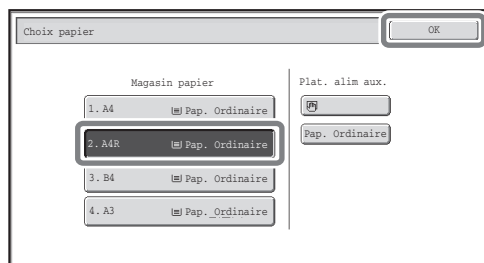 Choix papier
OK
Magasin papier
1. A4 Pap. Ordinaire
2. A4R Pap. Ordinaire
3. B4 Pap. Ordinaire
4. A3 Pap. Ordinaire
Plat. alim aux.
Pap. Ordinaire